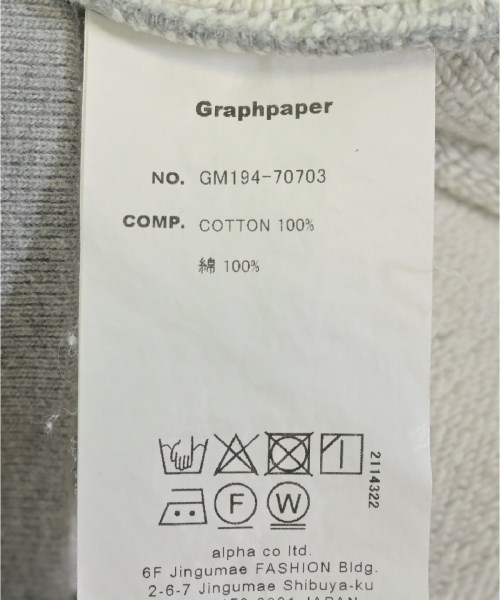 Graphpaper
NO. GM194-70703
COMP. COTTON 100%
綿 100%
2114322
F W
alpha co ltd.
6F Jingumae FASHION Bldg.
2-6-7 Jingumae Shibuya-ku
JAPAN